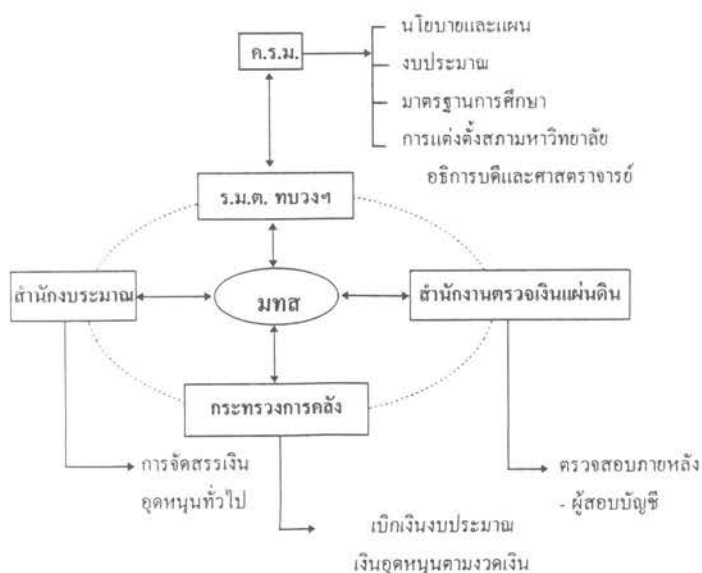 ค.ร.ม.
นโยบายและแผน
งบประมาณ
มาตรฐานการศึกษา
การแต่งตั้งสภามหาวิทยาลัย
อธิการบดีและศาสตราจารย์
ร.ม.ต. ทบวงฯ
สำนักงบระมาณ
มทส
สำนักงานตรวจเงินแผ่นดิน
กระทรวงการคลัง
การจัดสรรเงิน
อุดหนุนทั่วไป
ตรวจสอบภายหลัง
- ผู้สอบบัญชี
เบิกเงินงบประมาณ
เงินอุดหนุนตามงวดเงิน